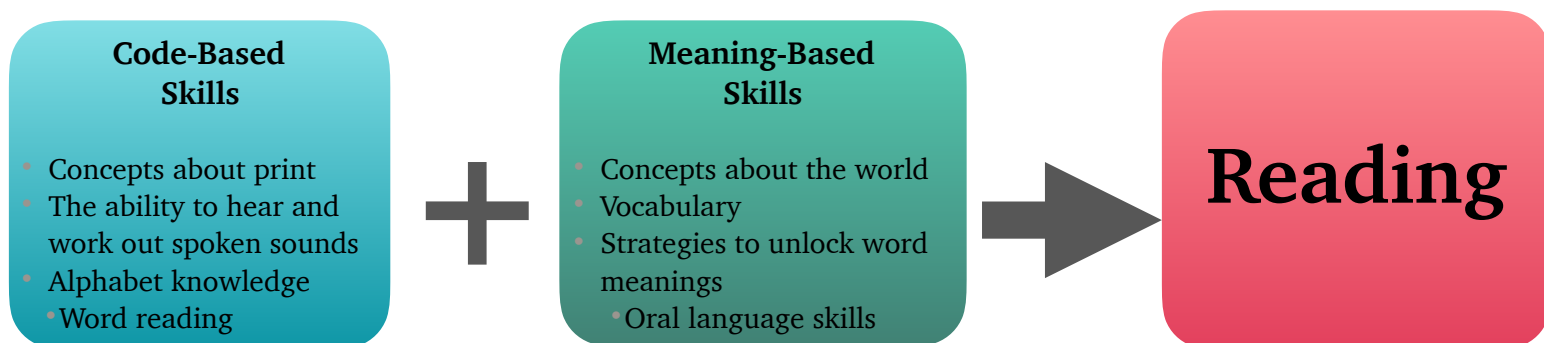 Code-Based
Skills
• Concepts about print
• The ability to hear and
work out spoken sounds
• Alphabet knowledge
• Word reading
Meaning-Based
Skills
• Concepts about the world
• Vocabulary
• Strategies to unlock word
meanings
• Oral language skills
Reading